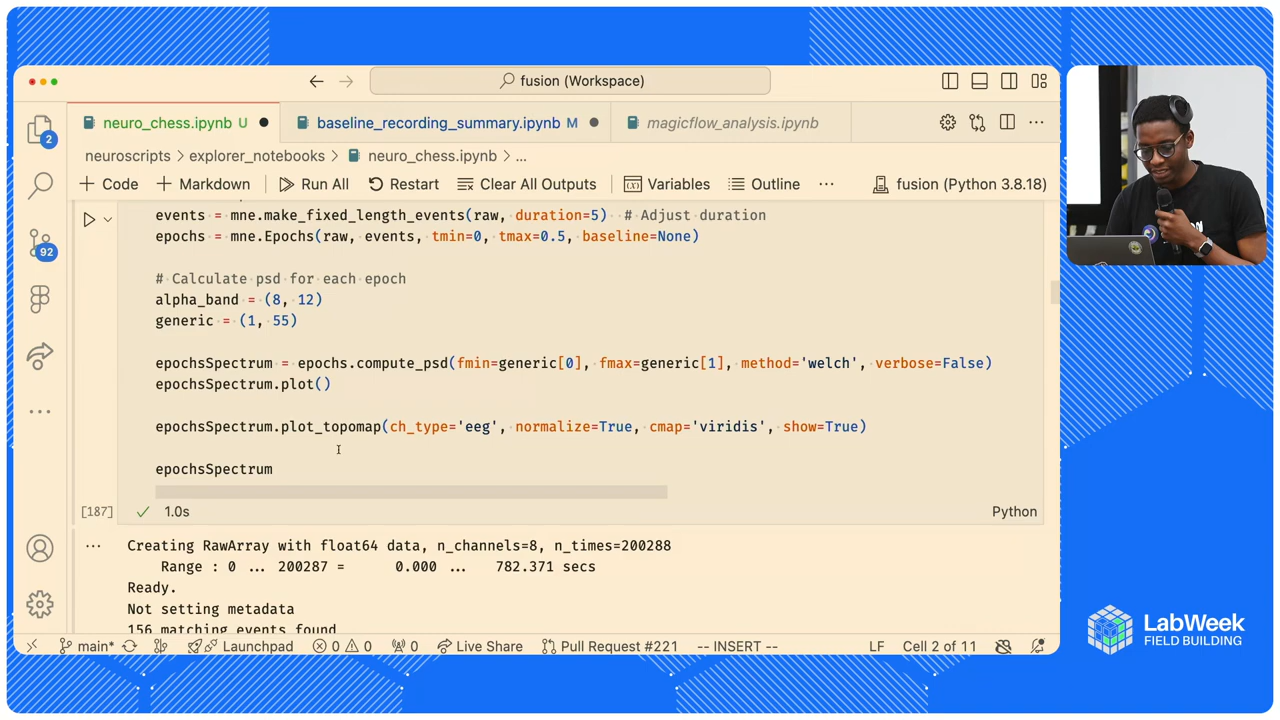 fusion (Workspace)
neuro_chess.ipynb U
baseline_recording_summary.ipynb M
magicflow_analysis.ipynb
neuroscripts > explorer_notebooks > neuro_chess.ipynb > ...
+ Code + Markdown Run All Restart Clear All Outputs Variables Outline ... fusion (Python 3.8.18)
2
92
events = mne.make_fixed_length_events(raw, duration=5) # Adjust duration
epochs = mne.Epochs(raw, events, tmin=0, tmax=0.5, baseline=None)
# Calculate psd for each epoch
alpha_band = (8, 12)
generic = (1, 55)
epochsSpectrum = epochs.compute_psd(fmin=generic[0], fmax=generic[1], method='welch', verbose=False)
epochsSpectrum.plot()
epochsSpectrum.plot_topomap(ch_type='eeg', normalize=True, cmap='viridis', show=True)
epochsSpectrum
[187] 1.0s Python
Creating RawArray with float64 data, n_channels=8, n_times=200288
Range : 0 ... 200287 = 0.000 ... 782.371 secs
Ready.
Not setting metadata
156 matching events found
main* Launchpad 0 0 0 Live Share Pull Request #221 -- INSERT -- LF Cell 2 of 11
LabWeek
FIELD BUILDING